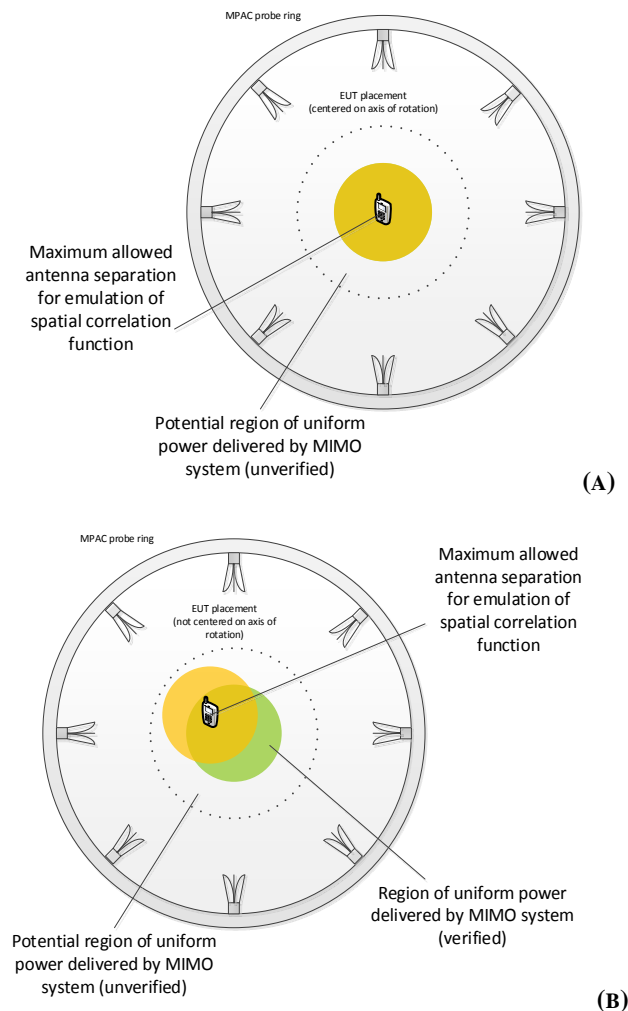 MPAC probe ring
EUT placement
(centered on axis of rotation)
Maximum allowed
antenna separation
for emulation of
spatial correlation
function
Potential region of uniform
power delivered by MIMO
system (unverified)
(A)
MPAC probe ring
Maximum allowed
antenna separation
for emulation of
spatial correlation
function
EUT placement
(not centered on axis of
rotation)
Region of uniform power
delivered by MIMO system
(verified)
Potential region of uniform
power delivered by MIMO
system (unverified)
(B)